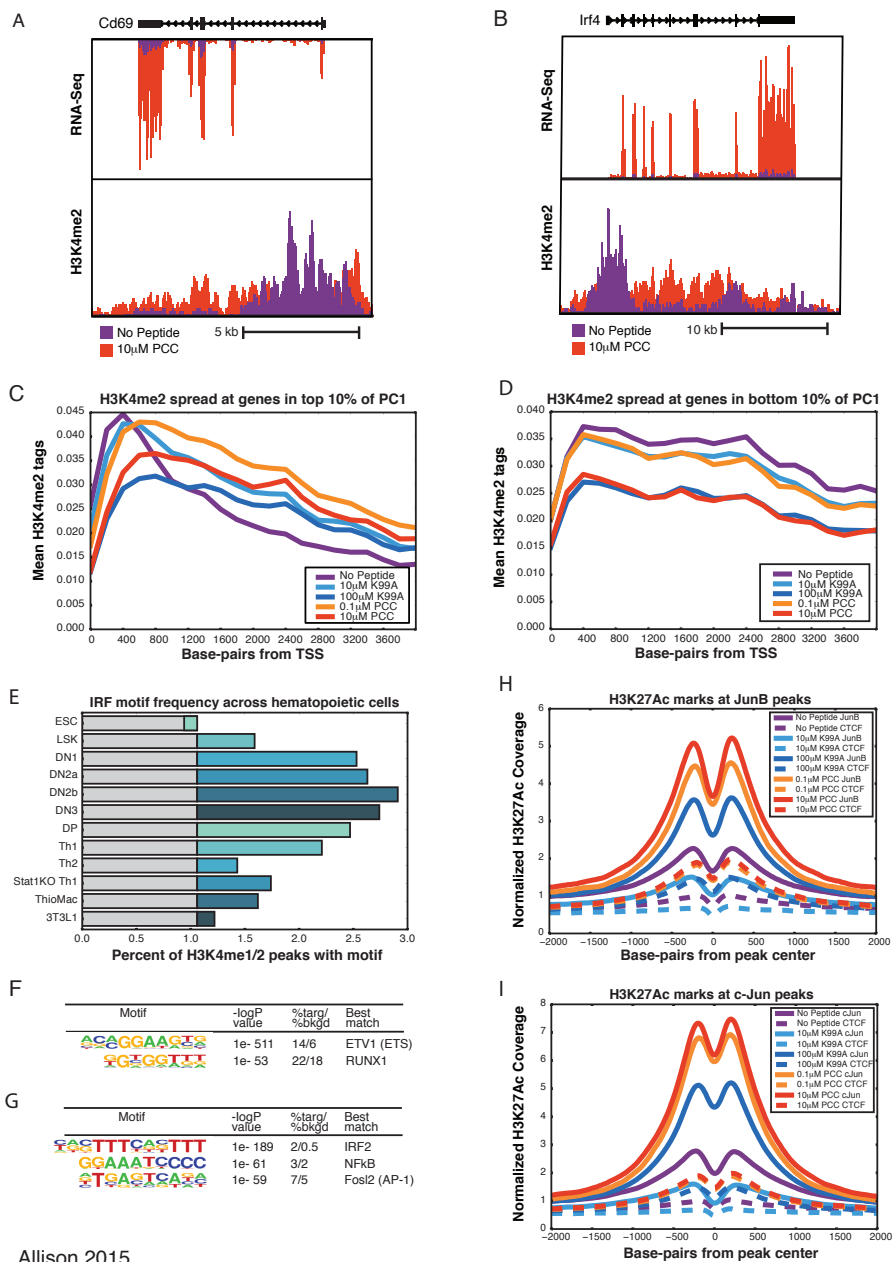 A
Cd69
RNA-Seq
H3K4me2
5 kb
No Peptide
10μM PCC
B
Irf4
RNA-Seq
H3K4me2
10 kb
No Peptide
10μM PCC
C
H3K4me2 spread at genes in top 10% of PC1
Mean H3K4me2 tags
0.045
0.040
0.035
0.030
0.025
0.020
0.015
0.010
0.005
0.000
0 400 800 1200 1600 2000 2400 2800 3200 3600
Base-pairs from TSS
No Peptide
10μM K99A
100μM K99A
0.1μM PCC
10μM PCC
D
H3K4me2 spread at genes in bottom 10% of PC1
Mean H3K4me2 tags
0.040
0.035
0.030
0.025
0.020
0.015
0.010
0.005
0.000
0 400 800 1200 1600 2000 2400 2800 3200 3600
Base-pairs from TSS
No Peptide
10μM K99A
100μM K99A
0.1μM PCC
10μM PCC
E
IRF motif frequency across hematopoietic cells
ESC
LSK
DN1
DN2a
DN2b
DN3
DP
Th1
Th2
Stat1KO Th1
ThioMac
3T3L1
0.0 0.5 1.0 1.5 2.0 2.5 3.0
Percent of H3K4me1/2 peaks with motif
F
Motif -logP value %targ/ %bkgd Best match
ACAGGAAGTG 1e- 511 14/6 ETV1 (ETS)
GTGGTTT 1e- 53 22/18 RUNX1
G
Motif -logP value %targ/ %bkgd Best match
TTTCACTTT 1e- 189 2/0.5 IRF2
GGAAATCCCC 1e- 61 3/2 NFkB
ATGAGTCA 1e- 59 7/5 Fosl2 (AP-1)
H
H3K27Ac marks at JunB peaks
Normalized H3K27Ac Coverage
6
5
4
3
2
1
0
−2000 −1500 −1000 −500 0 500 1000 1500 2000
Base-pairs from peak center
No Peptide JunB
No Peptide CTCF
10μM K99A JunB
10μM K99A CTCF
100μM K99A JunB
100μM K99A CTCF
0.1μM PCC JunB
0.1μM PCC CTCF
10μM PCC JunB
10μM PCC CTCF
I
H3K27Ac marks at c-Jun peaks
Normalized H3K27Ac Coverage
8
7
6
5
4
3
2
1
0
−2000 −1500 −1000 −500 0 500 1000 1500 2000
Base-pairs from peak center
No Peptide cJun
No Peptide CTCF
10μM K99A cJun
10μM K99A CTCF
100μM K99A cJun
100μM K99A CTCF
0.1μM PCC cJun
0.1μM PCC CTCF
10μM PCC cJun
10μM PCC CTCF
Allison 2015